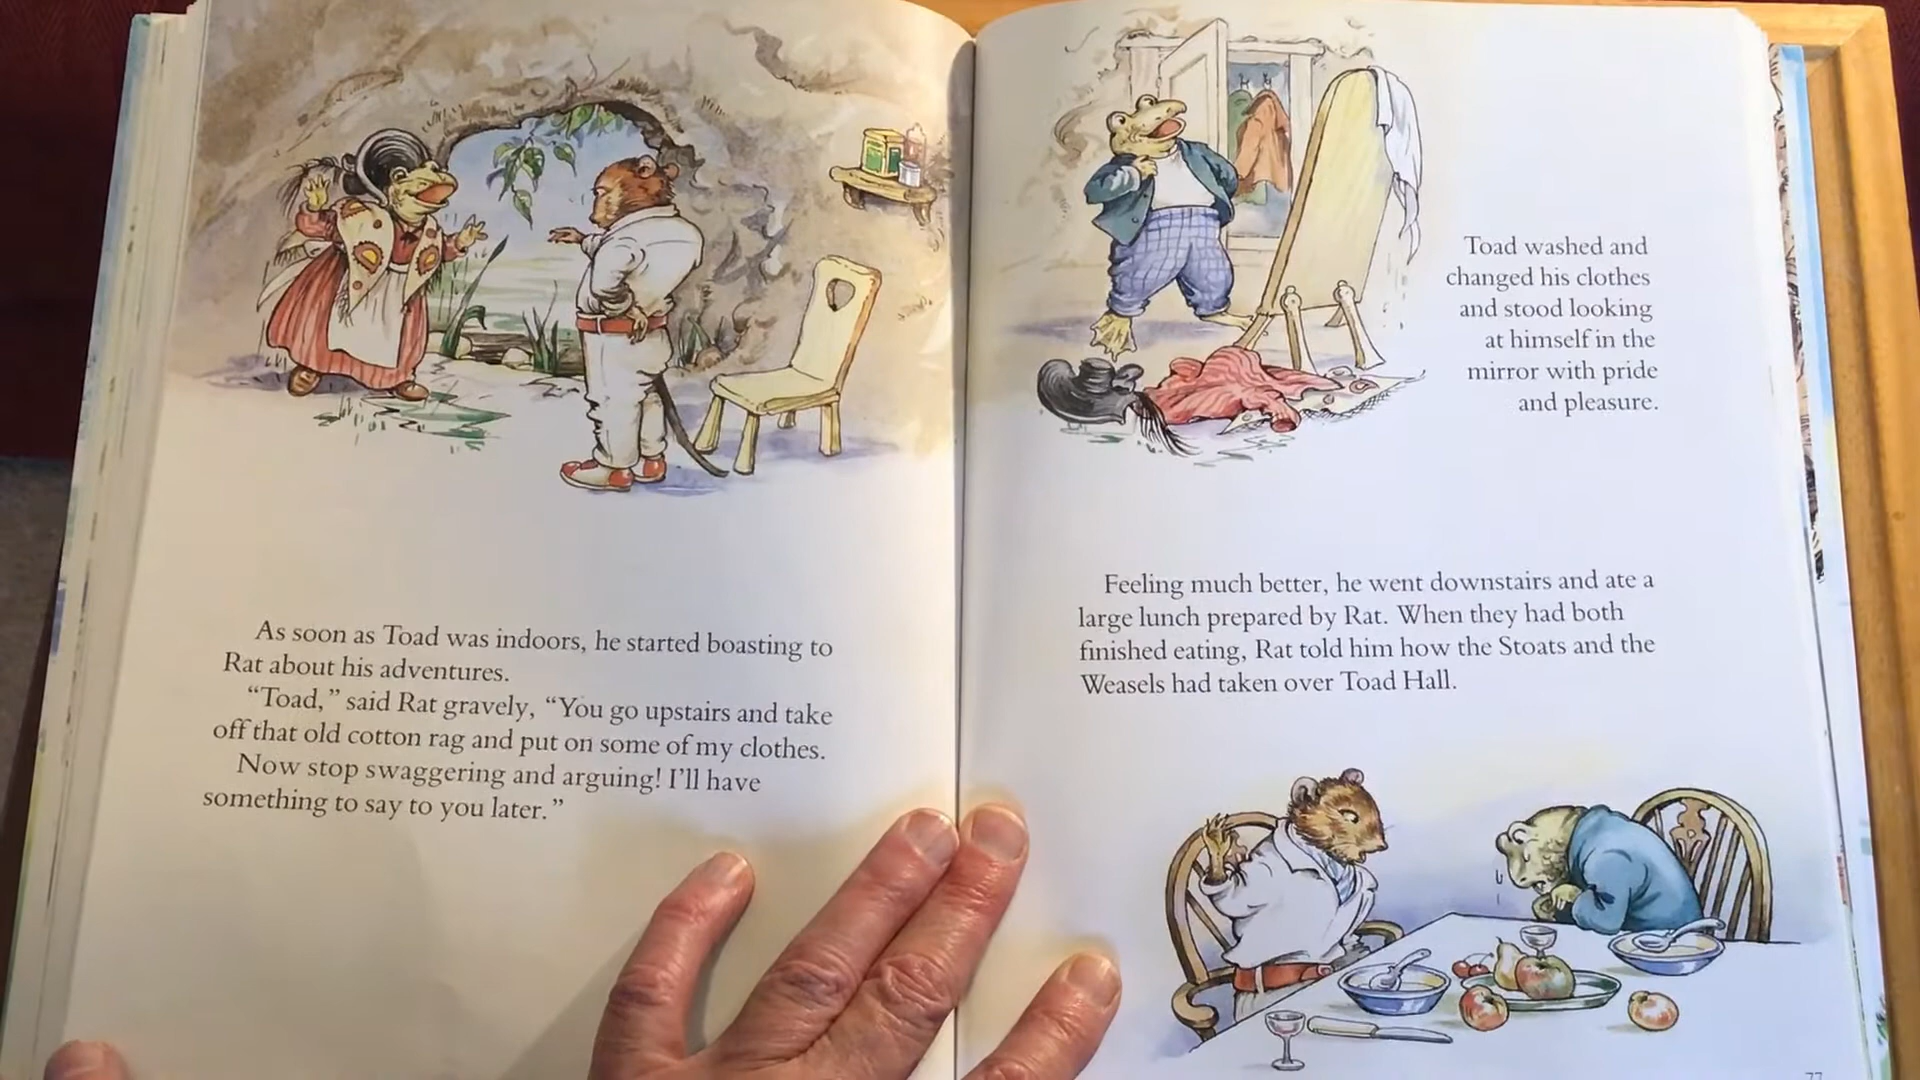 As soon as Toad was indoors, he started boasting to
Rat about his adventures.
“Toad,” said Rat gravely, “You go upstairs and take
off that old cotton rag and put on some of my clothes.
Now stop swaggering and arguing! I’ll have
something to say to you later.”
Toad washed and
changed his clothes
and stood looking
at himself in the
mirror with pride
and pleasure.
Feeling much better, he went downstairs and ate a
large lunch prepared by Rat. When they had both
finished eating, Rat told him how the Stoats and the
Weasels had taken over Toad Hall.